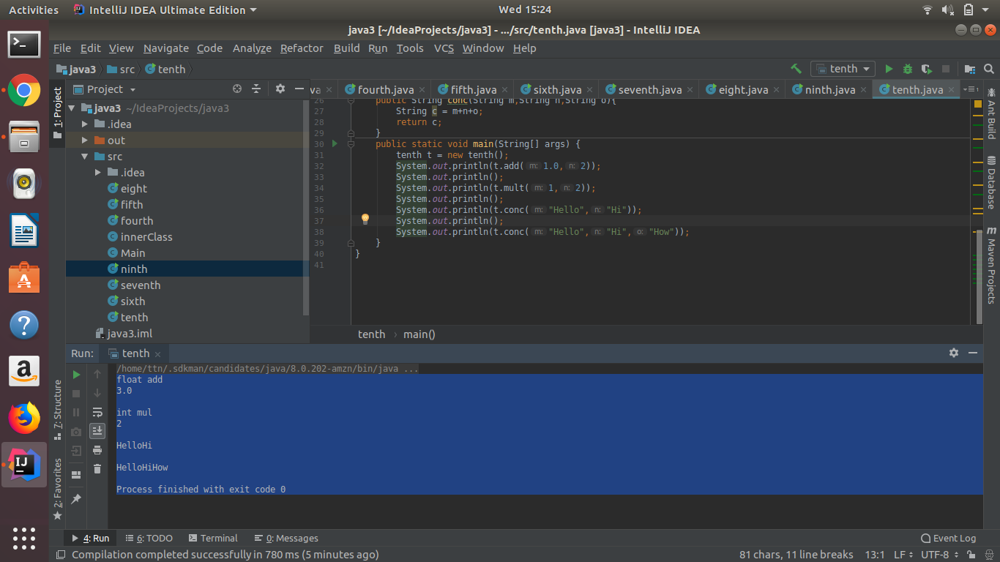 Activities IntelliJ IDEA Ultimate Edition Wed 15:24
java3 [~/IdeaProjects/java3] - .../src/tenth.java [java3] - IntelliJ IDEA
File Edit View Navigate Code Analyze Refactor Build Run Tools VCS Window Help
java3 src tenth tenth
1: Project
Project
va fourth.java fifth.java sixth.java seventh.java eight.java ninth.java tenth.java
java3 ~/IdeaProjects/java3
.idea
out
src
.idea
eight
fifth
fourth
innerClass
Main
ninth
seventh
sixth
tenth
java3.iml
26 public String conc(String m,String n,String o){
27 String c = m+n+o;
28 return c;
29 }
30 public static void main(String[] args) {
31 tenth t = new tenth();
32 System.out.println(t.add( m: 1.0, n: 2));
33 System.out.println();
34 System.out.println(t.mult( m: 1, n: 2));
35 System.out.println();
36 System.out.println(t.conc( m: "Hello", n: "Hi"));
37 System.out.println();
38 System.out.println(t.conc( m: "Hello", n: "Hi", o: "How"));
39 }
40 }
41
tenth › main()
Ant Build
Database
m Maven Projects
Run: tenth
/home/ttn/.sdkman/candidates/java/8.0.202-amzn/bin/java ...
float add
3.0
int mul
2
HelloHi
HelloHiHow
Process finished with exit code 0
7: Structure
2: Favorites
4: Run 6: TODO Terminal 0: Messages Event Log
Compilation completed successfully in 780 ms (5 minutes ago) 81 chars, 11 line breaks 13:1 LF UTF-8